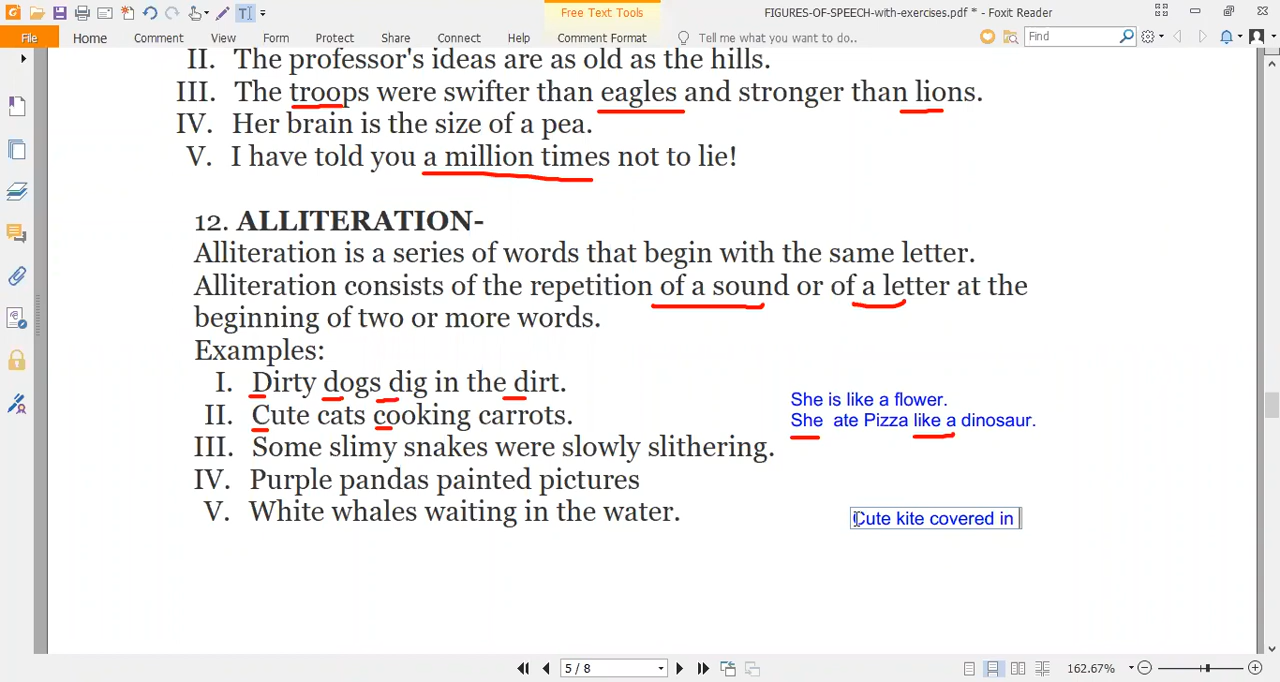 Free Text Tools
FIGURES-OF-SPEECH-with-exercises.pdf * - Foxit Reader
File Home Comment View Form Protect Share Connect Help Comment Format Tell me what you want to do.. Find
II. The professor's ideas are as old as the hills.
III. The troops were swifter than eagles and stronger than lions.
IV. Her brain is the size of a pea.
V. I have told you a million times not to lie!
12. ALLITERATION-
Alliteration is a series of words that begin with the same letter.
Alliteration consists of the repetition of a sound or of a letter at the
beginning of two or more words.
Examples:
I. Dirty dogs dig in the dirt.
II. Cute cats cooking carrots.
III. Some slimy snakes were slowly slithering.
IV. Purple pandas painted pictures
V. White whales waiting in the water.
She is like a flower.
She ate Pizza like a dinosaur.
Cute kite covered in
5 / 8
162.67%